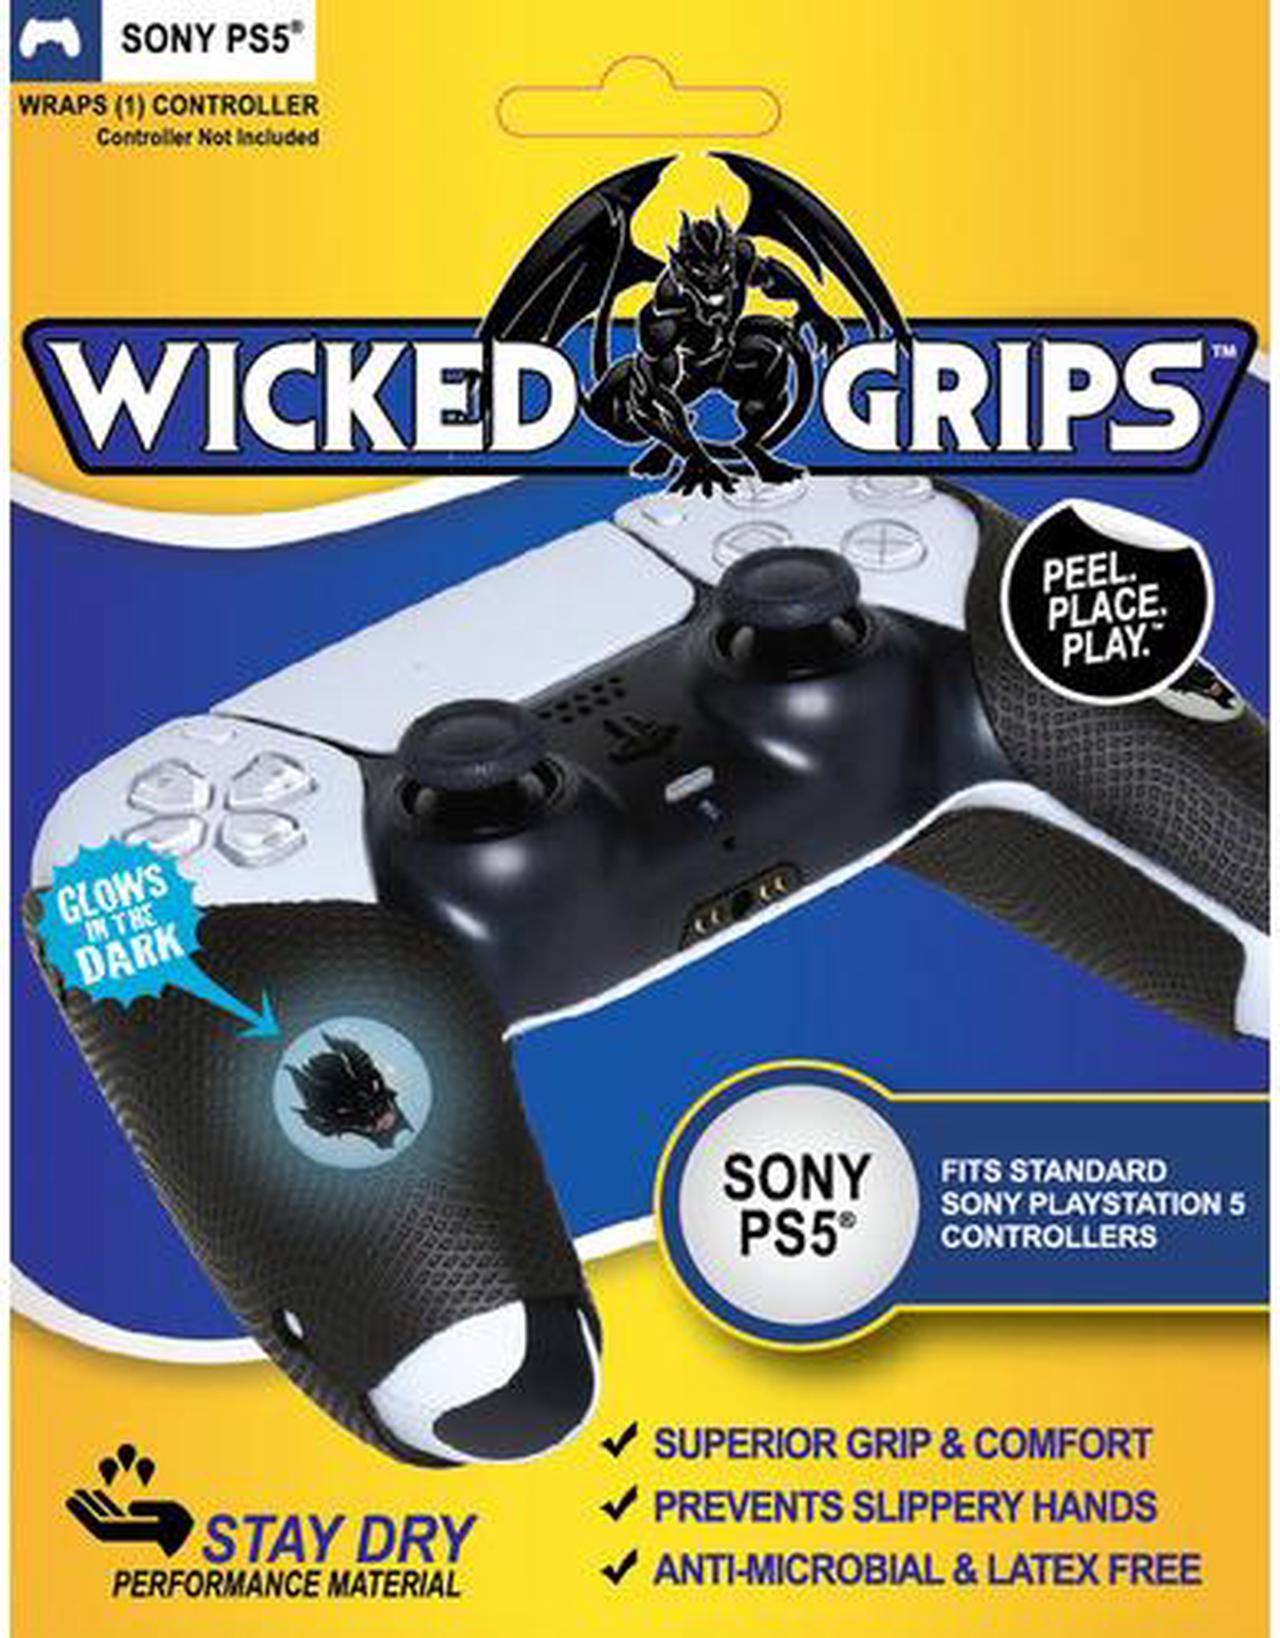 SONY PS5®
WRAPS (1) CONTROLLER
Controller Not Included
WICKED GRIPS™
PEEL.
PLACE.
PLAY.™
GLOWS
IN THE
DARK
SONY
PS5®
FITS STANDARD
SONY PLAYSTATION 5
CONTROLLERS
✓ SUPERIOR GRIP & COMFORT
✓ PREVENTS SLIPPERY HANDS
✓ ANTI-MICROBIAL & LATEX FREE
STAY DRY
PERFORMANCE MATERIAL